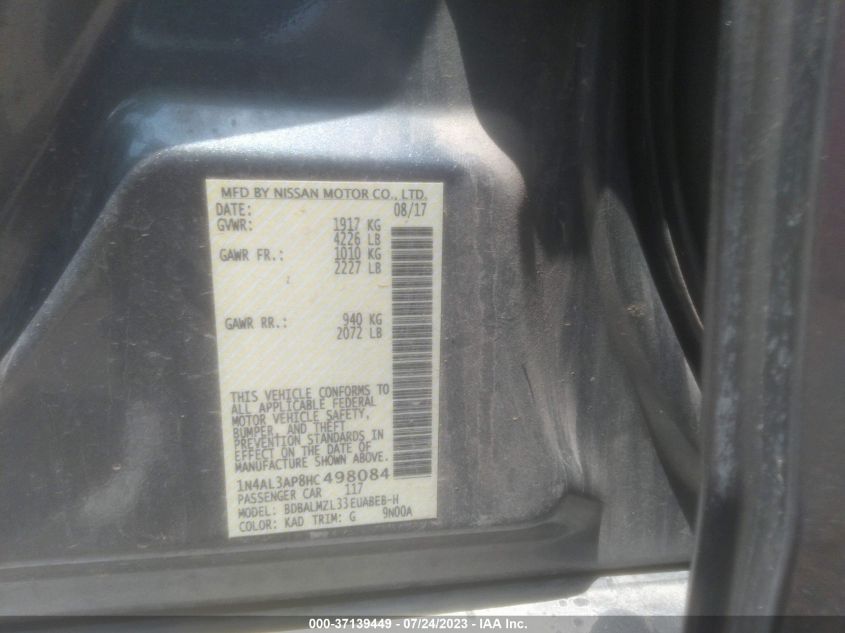 MFD BY NISSAN MOTOR CO., LTD.
DATE: 08/17
GVWR: 1917 KG
4226 LB
GAWR FR.: 1010 KG
2227 LB
GAWR RR.: 940 KG
2072 LB
THIS VEHICLE CONFORMS TO
ALL APPLICABLE FEDERAL
MOTOR VEHICLE SAFETY,
BUMPER, AND THEFT
PREVENTION STANDARDS IN
EFFECT ON THE DATE OF
MANUFACTURE SHOWN ABOVE.
1N4AL3AP8HC498084
PASSENGER CAR 117
MODEL: BDBALMZL33EUABEB-H
COLOR: KAD TRIM: G 9N00A
000-37139449 - 07/24/2023 - IAA Inc.